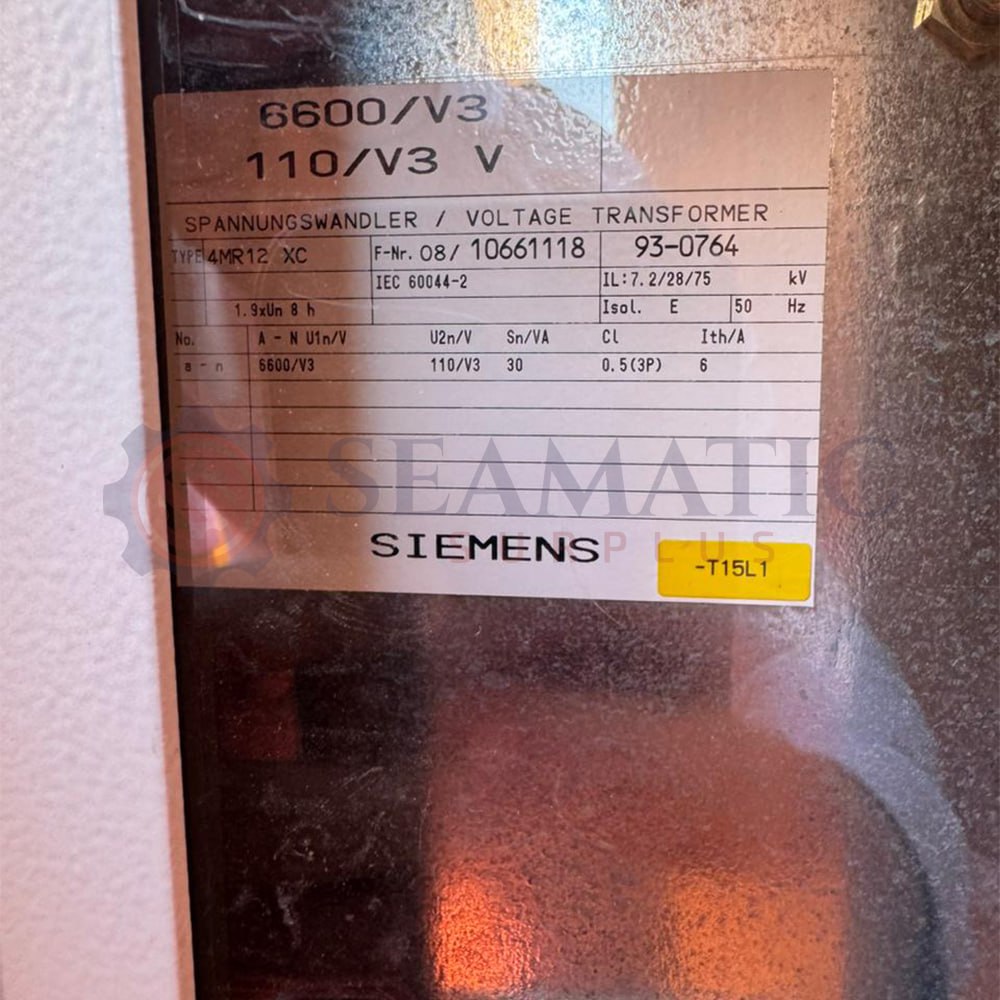 6600/V3
110/V3 V
SPANNUNGSWANDLER / VOLTAGE TRANSFORMER
TYPE 4MR12 XC F-Nr. 08/ 10661118 93-0764
IEC 60044-2 IL:7.2/28/75 kV
1.9xUn 8 h Isol. E 50 Hz
No. A - N U1n/V U2n/V Sn/VA Cl Ith/A
a - n 6600/V3 110/V3 30 0.5(3P) 6
SEAMATIC
SURPLUS
SIEMENS
-T15L1